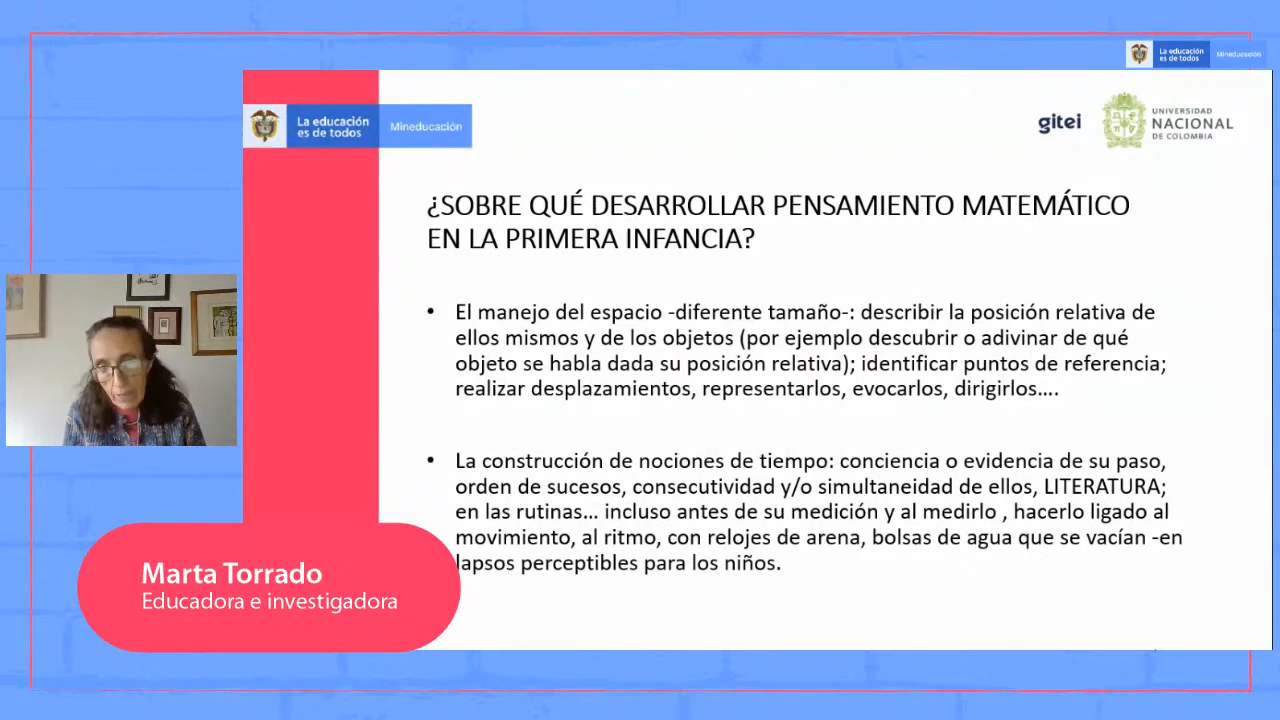 La educación
es de todos
Mineducación
La educación
es de todos
Mineducación
gitei
UNIVERSIDAD
NACIONAL
DE COLOMBIA
¿SOBRE QUÉ DESARROLLAR PENSAMIENTO MATEMÁTICO
EN LA PRIMERA INFANCIA?
• El manejo del espacio -diferente tamaño-: describir la posición relativa de
ellos mismos y de los objetos (por ejemplo descubrir o adivinar de qué
objeto se habla dada su posición relativa); identificar puntos de referencia;
realizar desplazamientos, representarlos, evocarlos, dirigirlos….
• La construcción de nociones de tiempo: conciencia o evidencia de su paso,
orden de sucesos, consecutividad y/o simultaneidad de ellos, LITERATURA;
en las rutinas… incluso antes de su medición y al medirlo , hacerlo ligado al
movimiento, al ritmo, con relojes de arena, bolsas de agua que se vacían -en
lapsos perceptibles para los niños.
Marta Torrado
Educadora e investigadora